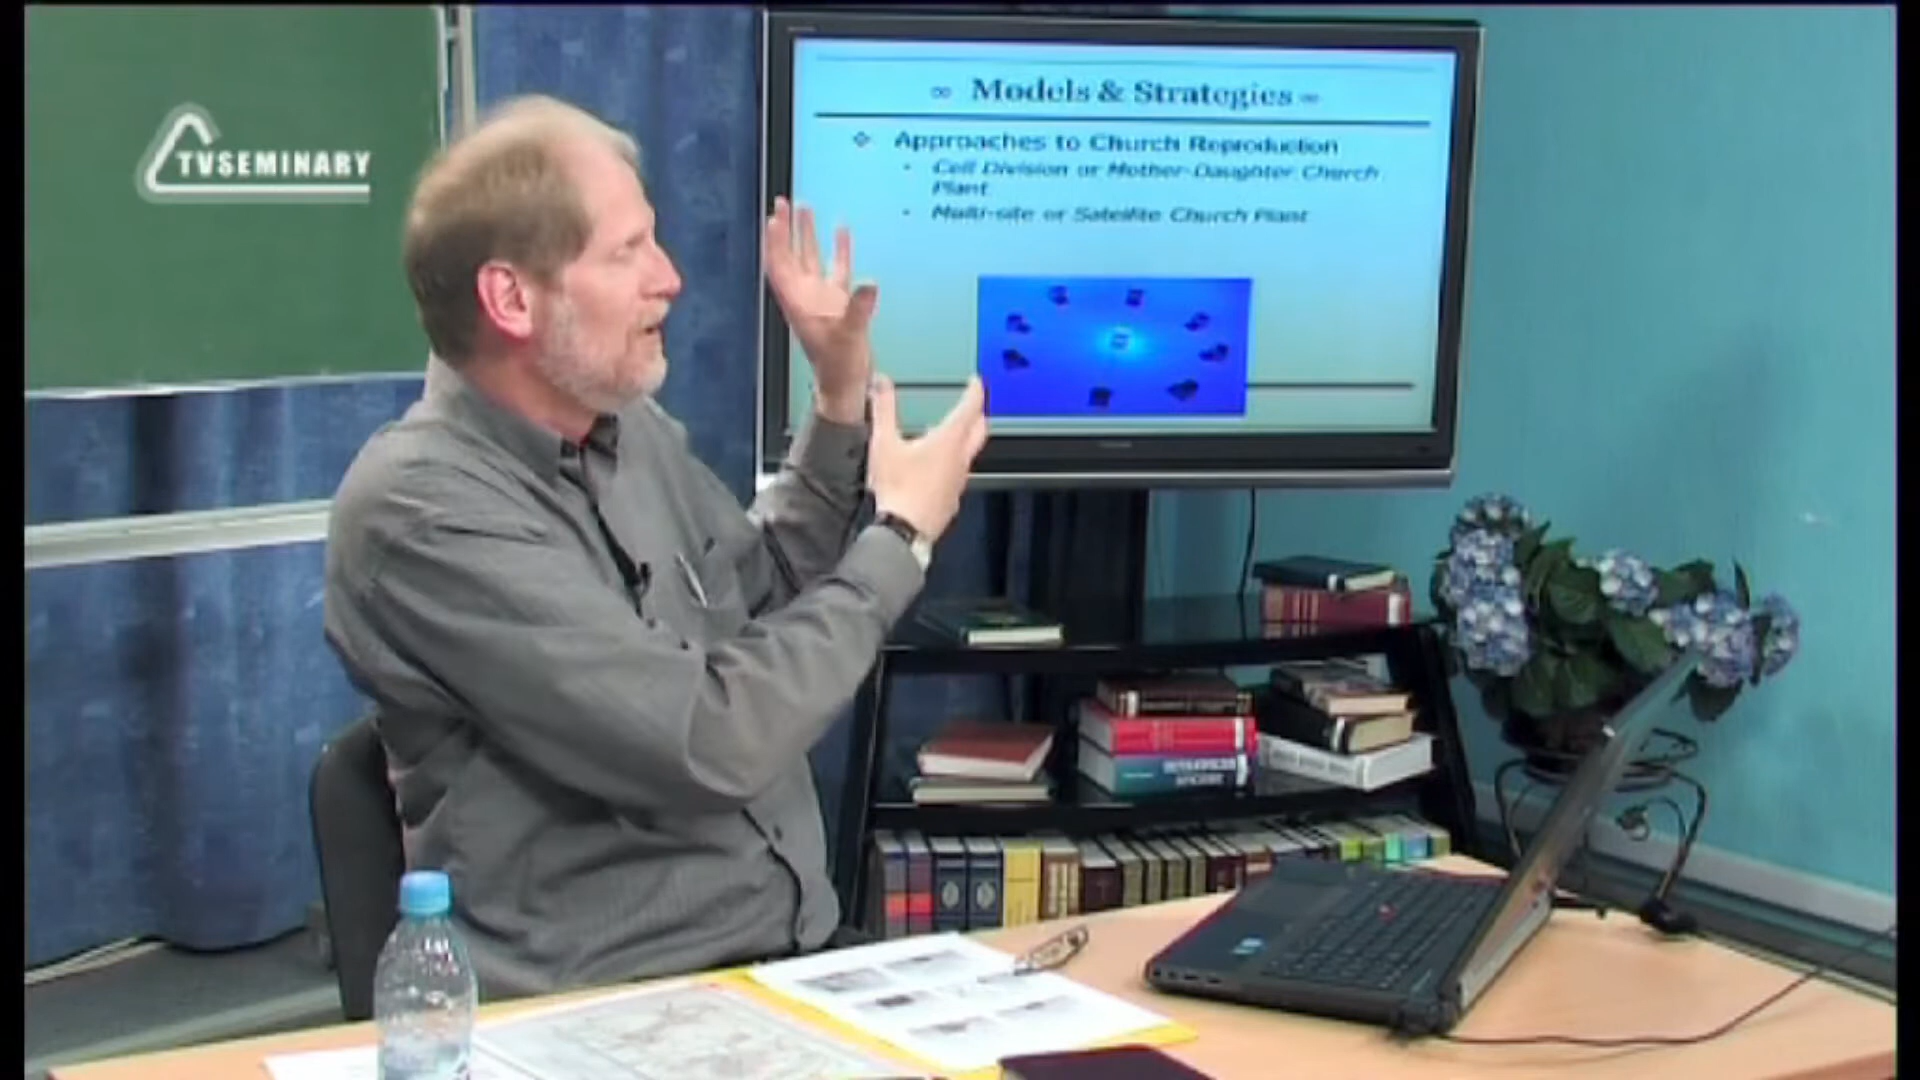 TVSEMINARY
Models & Strategies
Approaches to Church Reproduction
Cell Division or Mother-Daughter Church
Plant
Multi-site or Satellite Church Plant